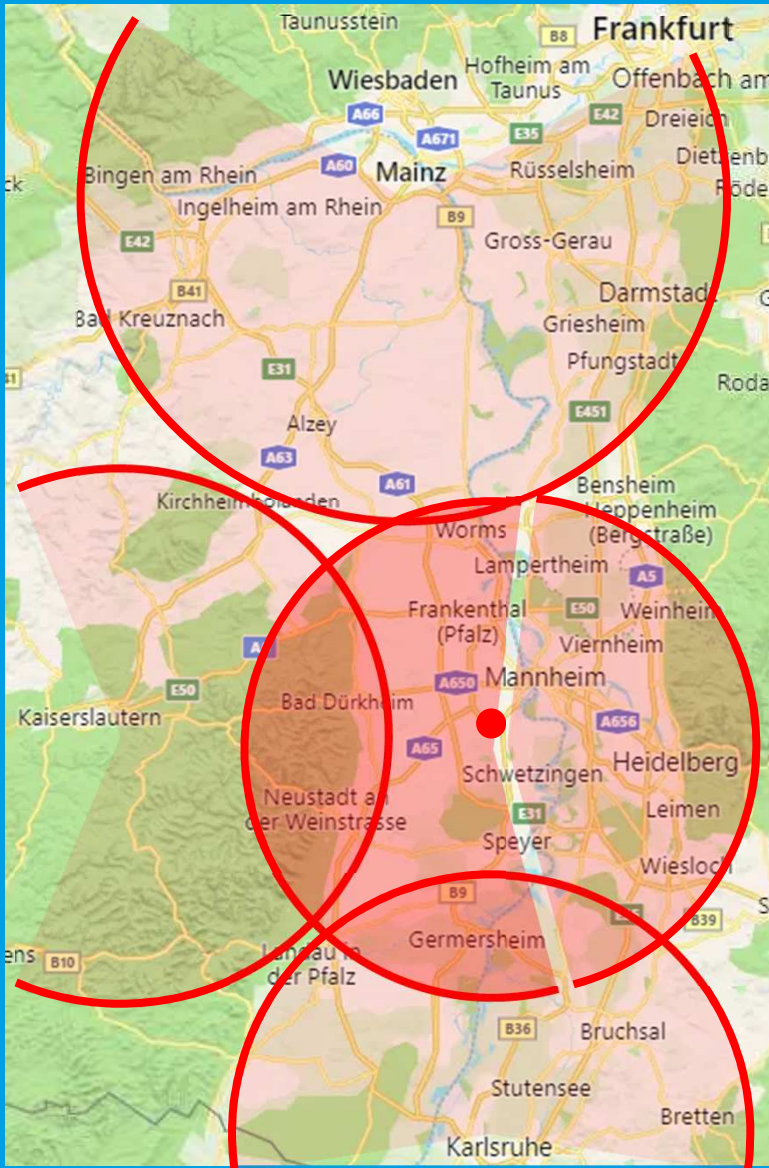 Taunusstein
B8
Frankfurt
Wiesbaden
Hofheim am
Taunus
Offenbach am
A66
E42
A671
E35
Dreieich
Bingen am Rhein
A60
Mainz
Rüsselsheim
Dietzenb
Röde
Ingelheim am Rhein
B9
E42
Gross-Gerau
B41
Darmstad
Bad Kreuznach
Griesheim
Pfungstadt
E31
Roda
E451
Alzey
A63
A61
Bensheim
Kirchheimbolanden
Heppenheim
(Bergstraße)
Worms
Lampertheim
A5
Frankenthal
(Pfalz)
E50
Weinheim
Viernheim
E50
A650
Mannheim
Bad Dürkheim
Kaiserslautern
A656
A65
Heidelberg
Schwetzingen
Neustadt an
der Weinstrasse
E31
Leimen
Speyer
Wiesloch
B9
B39
Germersheim
ens
B10
Landau in
der Pfalz
B36
Bruchsal
Stutensee
Bretten
Karlsruhe